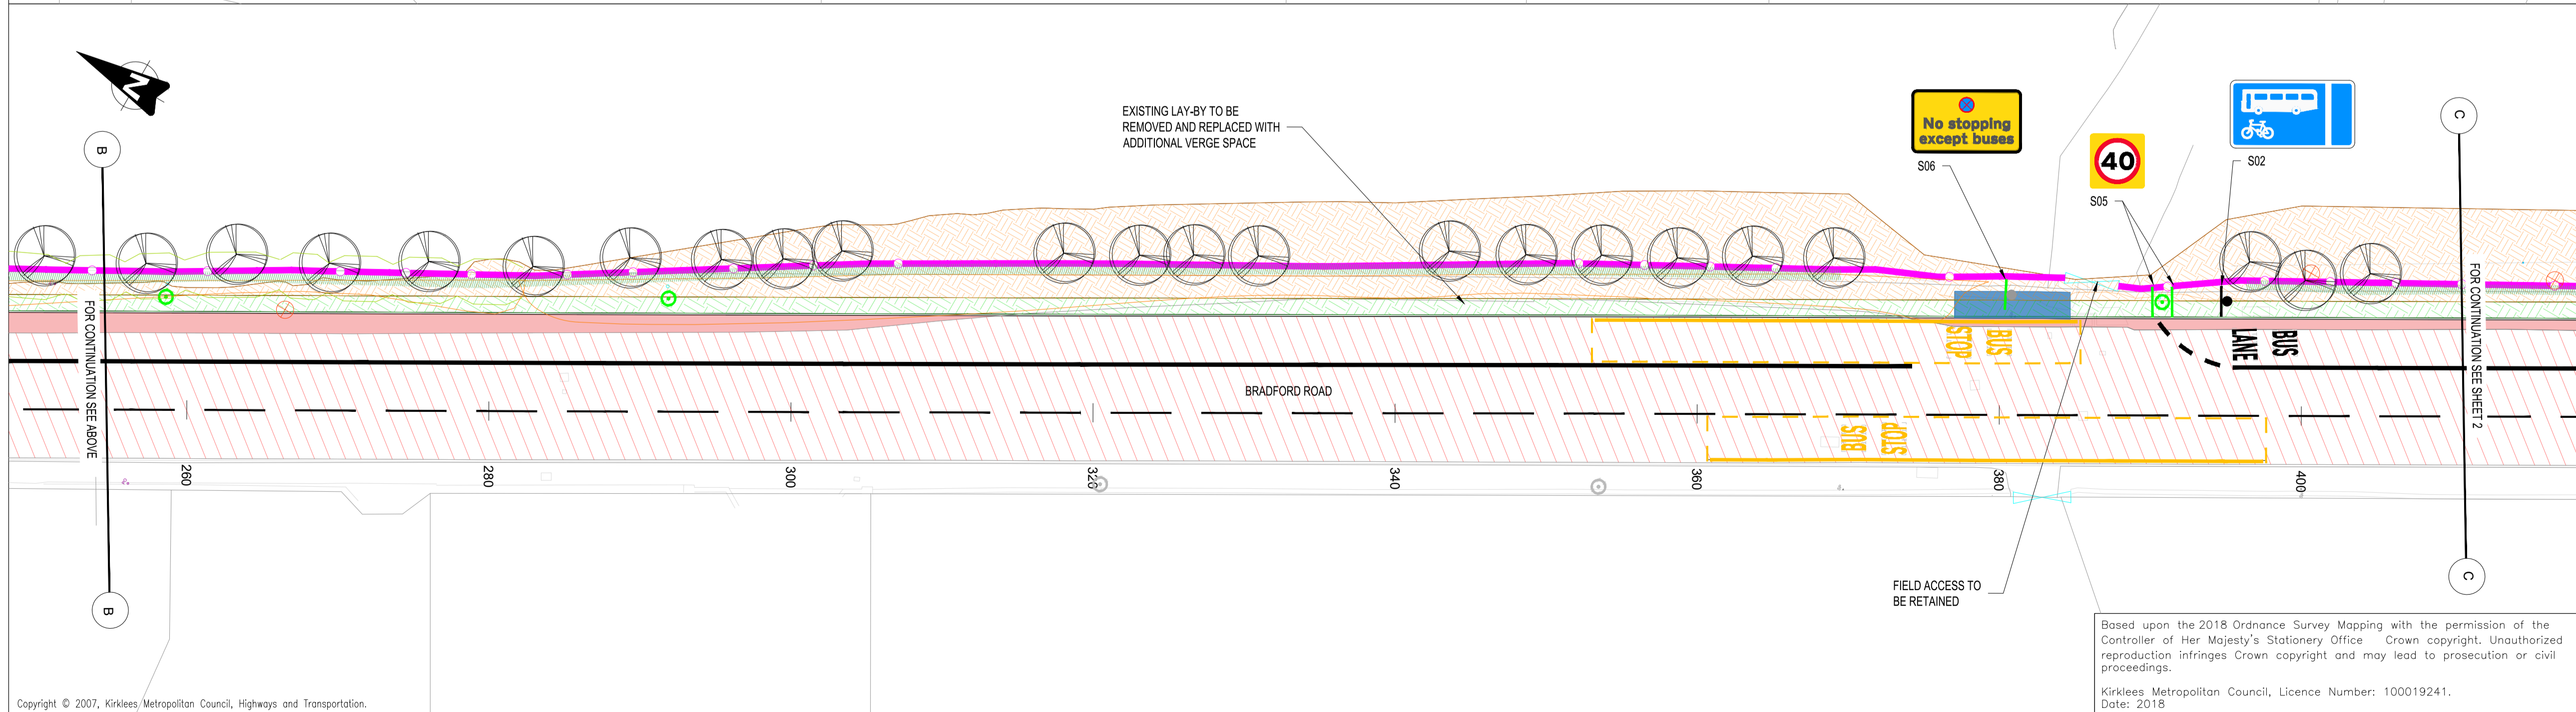 N
B
EXISTING LAY-BY TO BE
REMOVED AND REPLACED WITH
ADDITIONAL VERGE SPACE
No stopping
except buses
S06
40
S05
S02
C
FOR CONTINUATION SEE ABOVE
FOR CONTINUATION SEE SHEET 2
BUS
STOP
BUS
LANE
BRADFORD ROAD
BUS
STOP
260
280
300
320
340
360
380
400
FIELD ACCESS TO
BE RETAINED
B
C
Based upon the 2018 Ordnance Survey Mapping with the permission of the
Controller of Her Majesty's Stationery Office Crown copyright. Unauthorized
reproduction infringes Crown copyright and may lead to prosecution or civil
proceedings.
Kirklees Metropolitan Council, Licence Number: 100019241.
Date: 2018
Copyright © 2007, Kirklees Metropolitan Council, Highways and Transportation.